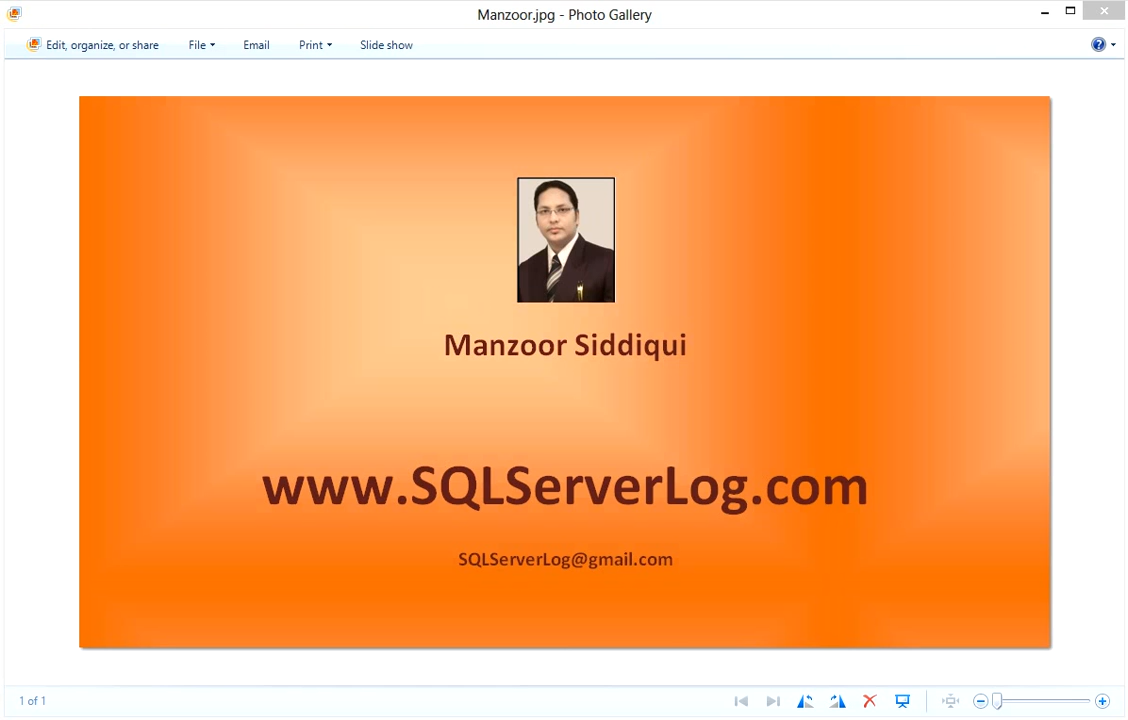 Manzoor.jpg - Photo Gallery
Edit, organize, or share File Email Print Slide show
Manzoor Siddiqui
www.SQLServerLog.com
SQLServerLog@gmail.com
1 of 1